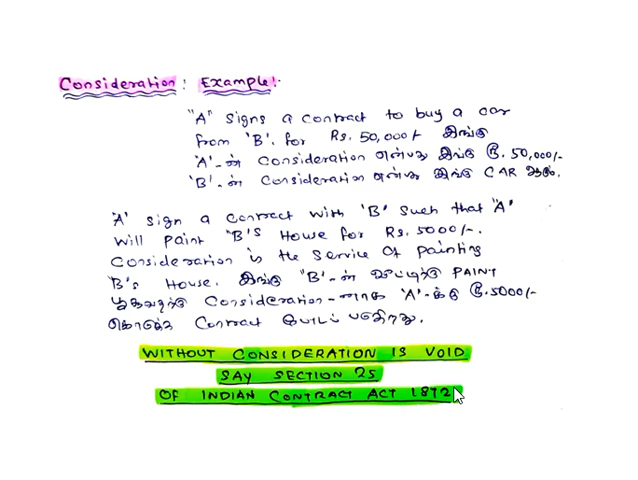 Consideration: Example:-
"A" signs a contract to buy a car
from 'B'. for Rs. 50,000/- இங்கு
'A'-ன் Consideration என்பது இங்கு ரூ. 50,000/-
'B'-ன் Consideration என்பது இங்கு CAR ஆகும்.
'A' sign a contract with 'B' such that "A"
will paint "B'S House for Rs. 5000/-.
Consideration is the service of painting
"B's House. இங்கு "B"-ன் வீட்டிற்கு PAINT
பூசுவதற்கு Consideration-னாக 'A'-க்கு ரூ.5000/-
கொடுக்க Contract போடப் படுகிறது.
WITHOUT CONSIDERATION IS VOID
SAY SECTION 25
OF INDIAN CONTRACT ACT 1872